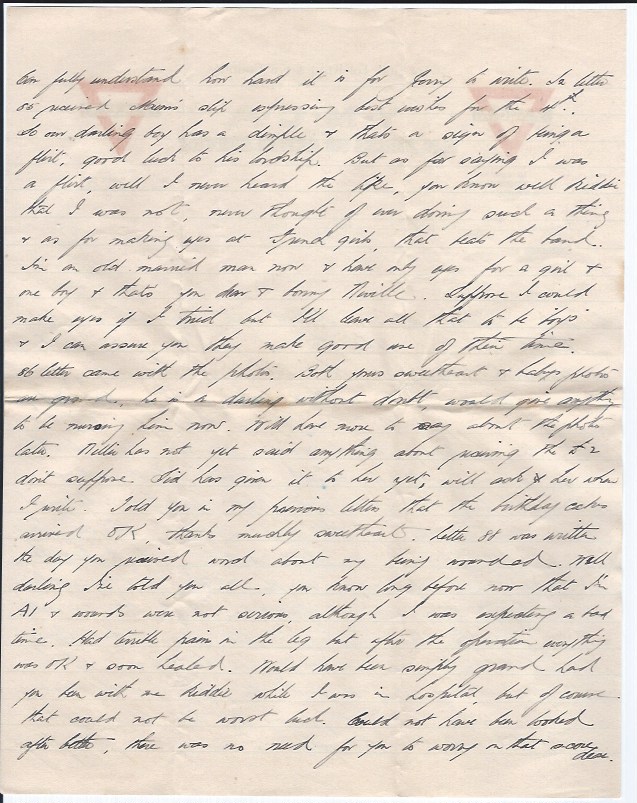 Can fully understand how hard it is for Jonny to write. In letter
85 received Mum's slip expressing best wishes for the 4th.
So our darling boy has a dimple & thats a sign of being a
flirt, good luck to his lordship. But as for saying I was
a flirt, well I never heard the like, you know well Kiddie
that I was not, never thought of ever doing such a thing
& as for making eyes at French girls, that beats the band.
I'm an old married man now & have only eyes for a girl &
one boy & thats you dear & Neville. Suppose I could
make eyes if I tried but I'll leave all that to the boys
& I can assure you they make good use of their time.
86 letter came with the photos. Both yours sweetheart & babys photos
are grand, he is a darling without doubt, would give anything
to be nursing him now. Will have more to say about the photos
later. Nellie has not yet said anything about receiving the £2
dont suppose Sid has given it to her yet, will ask her when
I write. Told you in my previous letter that the birthday cakes
arrived OK, thanks muchly sweetheart. Letter 88 was written
the day you received word about my being wounded. Well
darling I've told you all, you know long before now that I'm
A1 & wounds were not serious, although I was expecting a bad
time. Had terrible pain in the leg but after the operation everything
was OK & soon healed. Would have been simply grand had
you been with me Kiddie while I was in hospital, but of course
that could not be worst luck. Could not have been looked
after better, there was no need for you to worry on that score
dear.